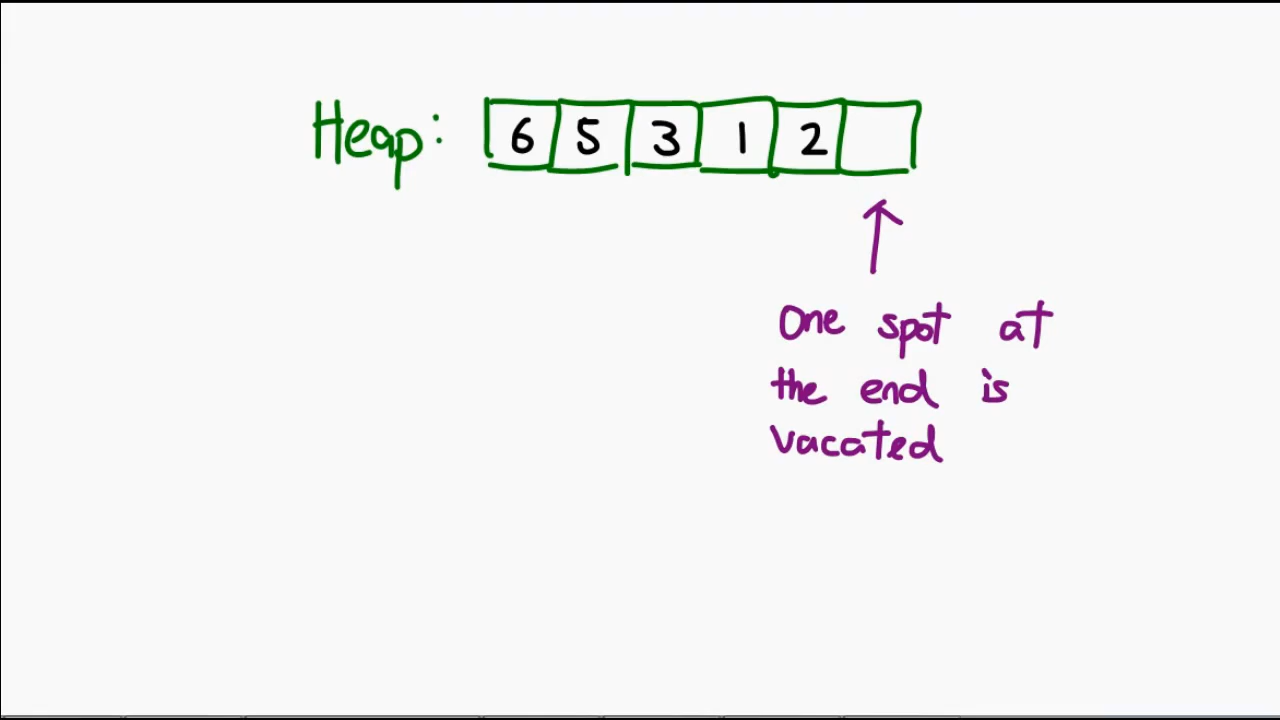 Heap: 6 5 3 1 2
One spot at
the end is
vacated